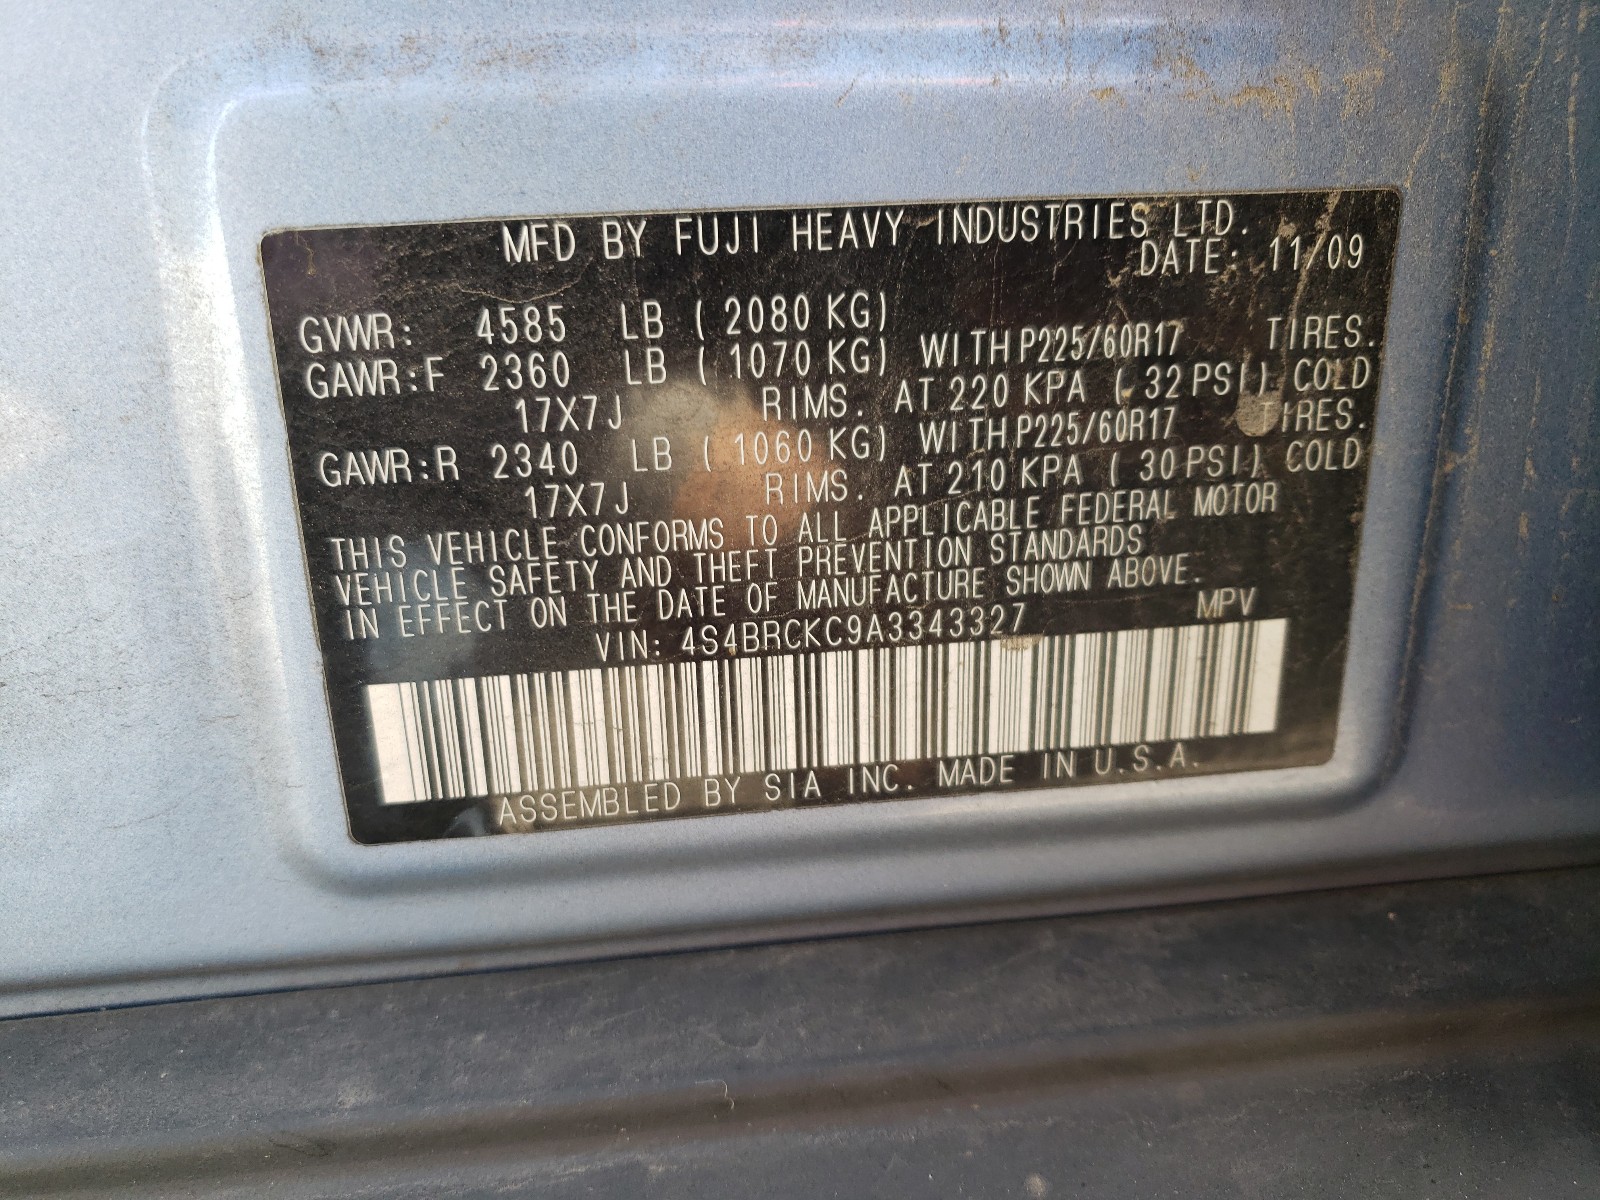 MFD BY FUJI HEAVY INDUSTRIES LTD.
DATE: 11/09
GVWR: 4585 LB ( 2080 KG)
GAWR:F 2360 LB ( 1070 KG) WITH P225/60R17 TIRES.
17X7J RIMS. AT 220 KPA ( 32 PSI) COLD
GAWR:R 2340 LB ( 1060 KG) WITH P225/60R17 TIRES.
17X7J RIMS. AT 210 KPA ( 30 PSI) COLD
THIS VEHICLE CONFORMS TO ALL APPLICABLE FEDERAL MOTOR
VEHICLE SAFETY AND THEFT PREVENTION STANDARDS
IN EFFECT ON THE DATE OF MANUFACTURE SHOWN ABOVE.
VIN: 4S4BRCKC9A3343327 MPV
ASSEMBLED BY SIA INC. MADE IN U.S.A.